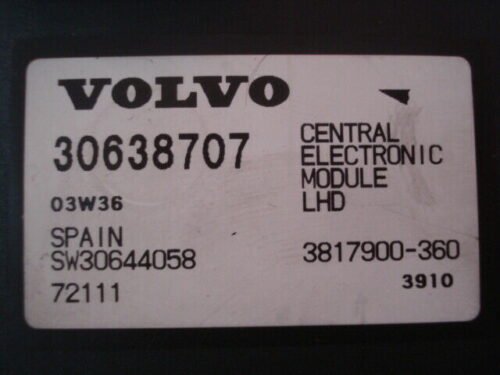 VOLVO
30638707
03W36
SPAIN
SW30644058
72111
CENTRAL
ELECTRONIC
MODULE
LHD
3817900-360
3910